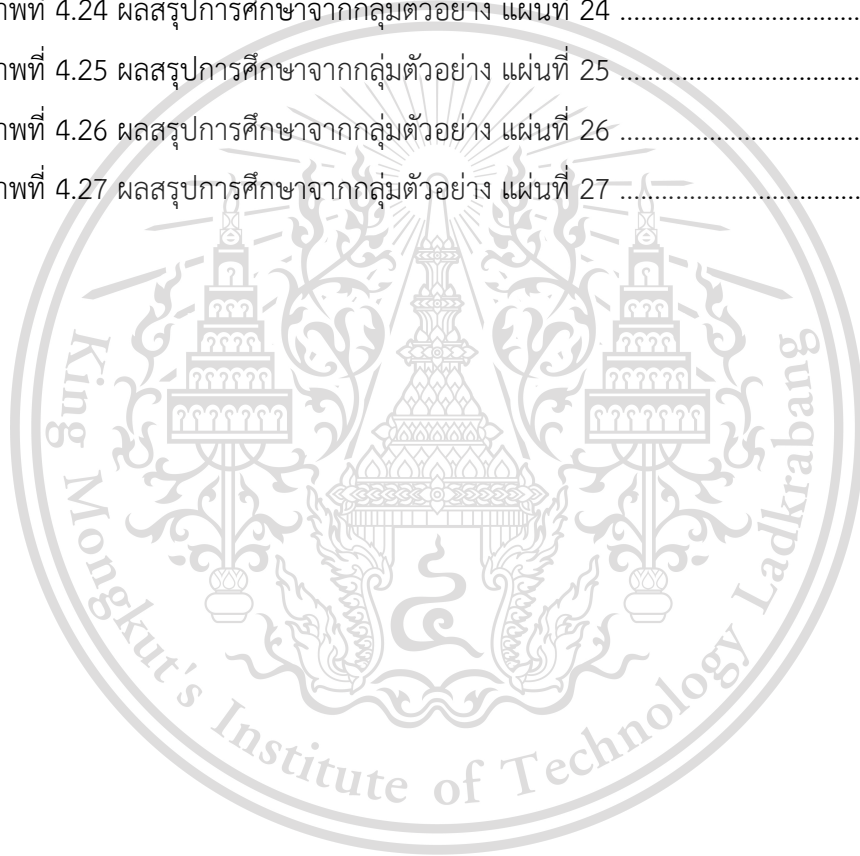 าพที่ 4.24 ผลสรุปการศึกษาจากกลุ่มตัวอย่าง แผ่นที่ 24 ........................................
าพที่ 4.25 ผลสรุปการศึกษาจากกลุ่มตัวอย่าง แผ่นที่ 25 ........................................
าพที่ 4.26 ผลสรุปการศึกษาจากกลุ่มตัวอย่าง แผ่นที่ 26 ........................................
าพที่ 4.27 ผลสรุปการศึกษาจากกลุ่มตัวอย่าง แผ่นที่ 27 ........................................
King Mongkut's Institute of Technology Ladkrabang